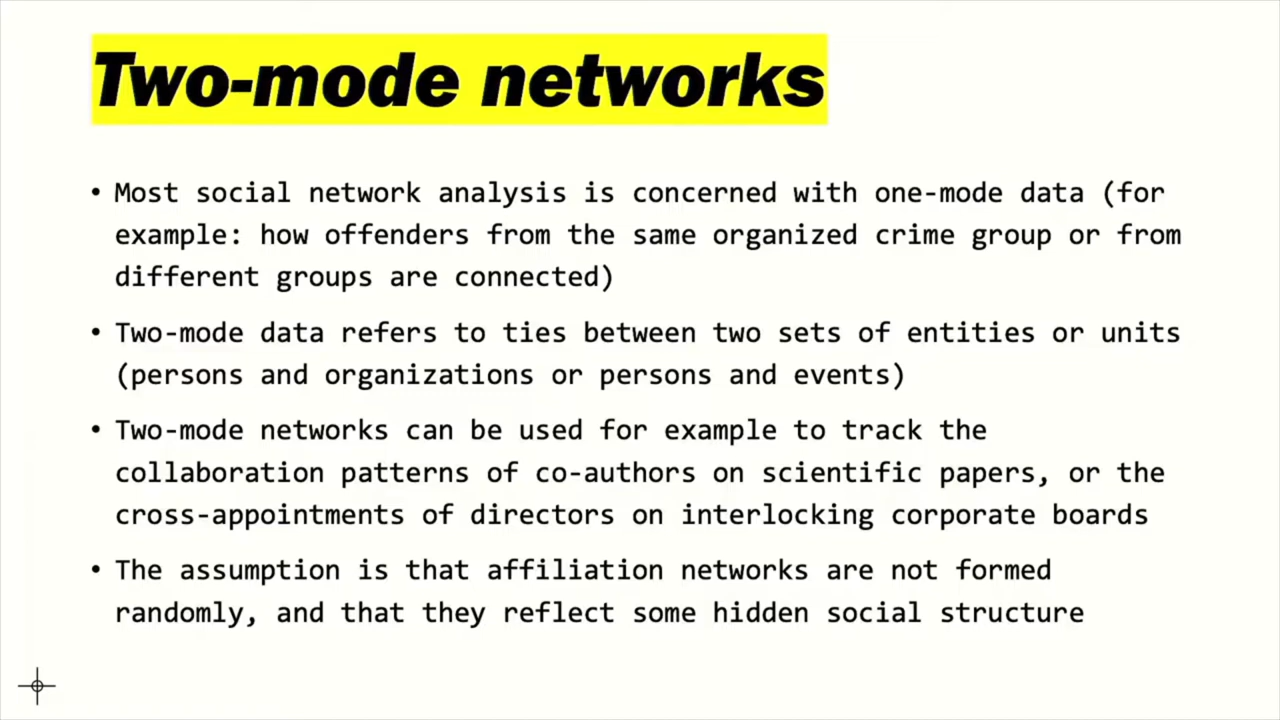 Two-mode networks
• Most social network analysis is concerned with one-mode data (for
example: how offenders from the same organized crime group or from
different groups are connected)
• Two-mode data refers to ties between two sets of entities or units
(persons and organizations or persons and events)
• Two-mode networks can be used for example to track the
collaboration patterns of co-authors on scientific papers, or the
cross-appointments of directors on interlocking corporate boards
• The assumption is that affiliation networks are not formed
randomly, and that they reflect some hidden social structure